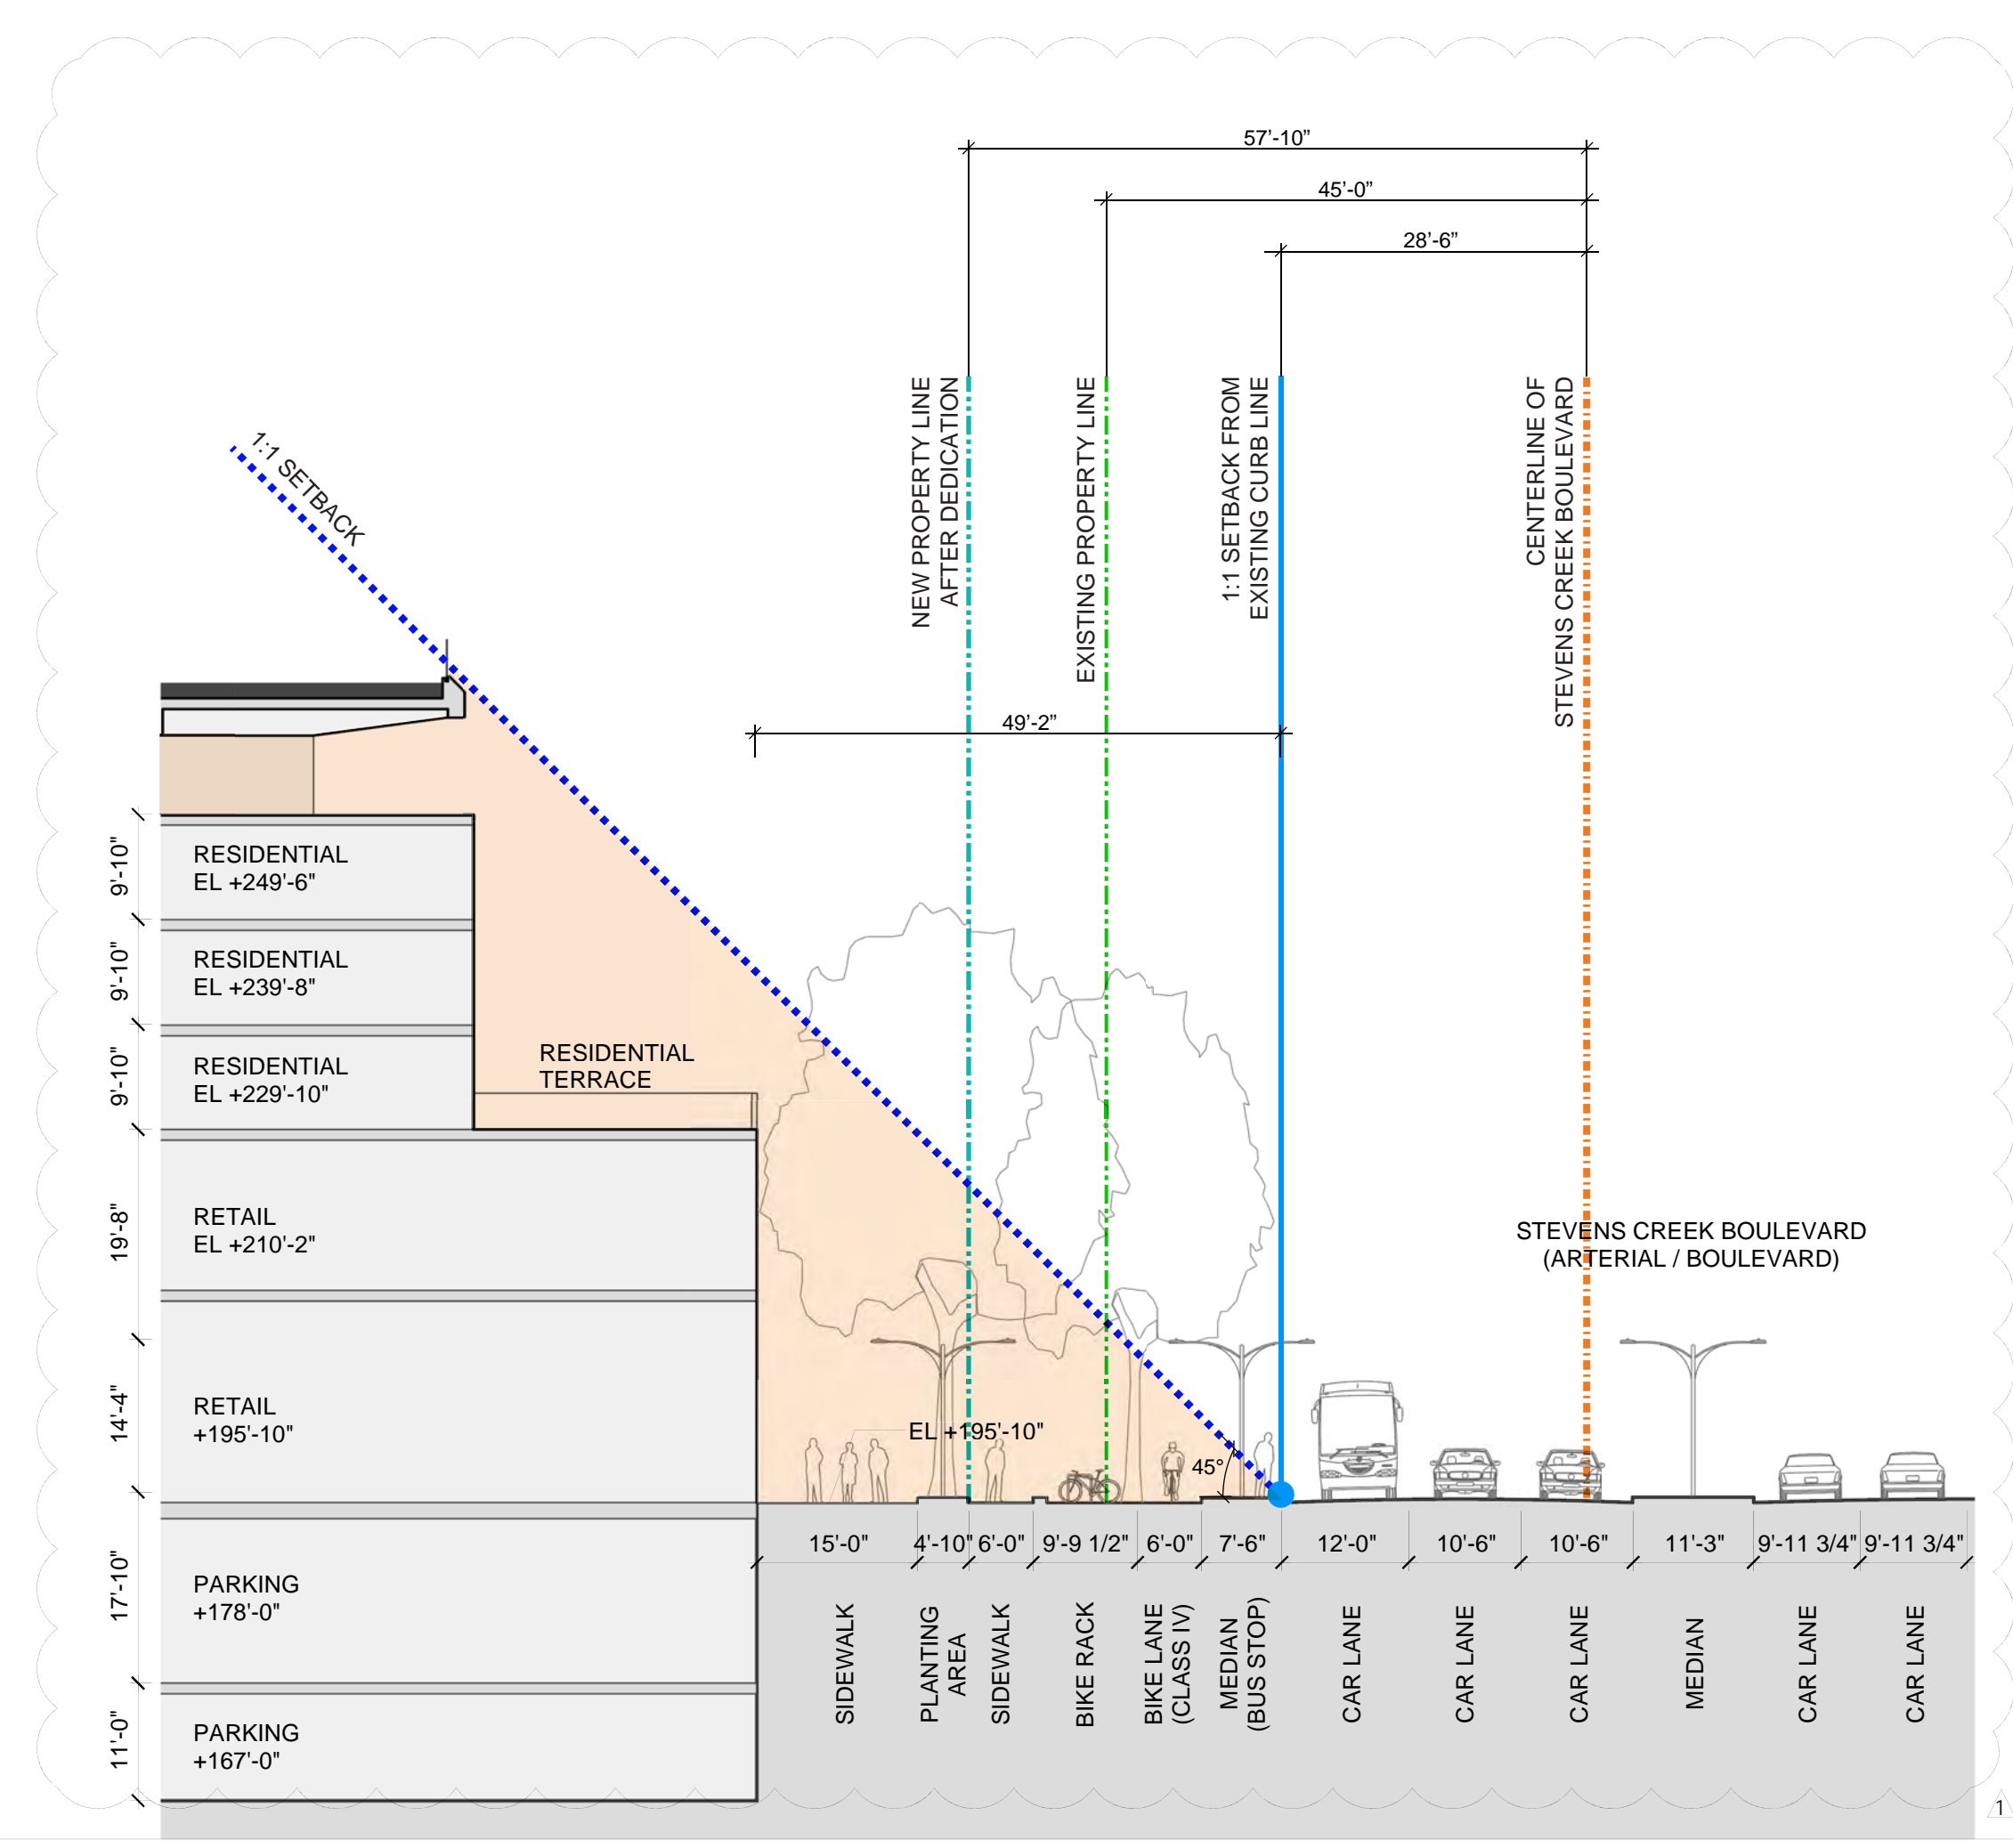 57'-10”
45'-0”
28'-6”
NEW PROPERTY LINE
AFTER DEDICATION
EXISTING PROPERTY LINE
1:1 SETBACK FROM
EXISTING CURB LINE
CENTERLINE OF
STEVENS CREEK BOULEVARD
1:1 SETBACK
49'-2”
9'-10"
RESIDENTIAL
EL +249'-6"
9'-10"
RESIDENTIAL
EL +239'-8"
9'-10"
RESIDENTIAL
EL +229'-10"
RESIDENTIAL
TERRACE
19'-8"
RETAIL
EL +210'-2"
STEVENS CREEK BOULEVARD
(ARTERIAL / BOULEVARD)
14'-4"
RETAIL
+195'-10"
EL +195'-10"
45°
17'-10"
PARKING
+178'-0"
11'-0"
PARKING
+167'-0"
15'-0" 4'-10" 6'-0" 9'-9 1/2" 6'-0" 7'-6" 12'-0" 10'-6" 10'-6" 11'-3" 9'-11 3/4" 9'-11 3/4"
SIDEWALK
PLANTING
AREA
SIDEWALK
BIKE RACK
BIKE LANE
(CLASS IV)
MEDIAN
(BUS STOP)
CAR LANE
CAR LANE
CAR LANE
MEDIAN
CAR LANE
CAR LANE
1